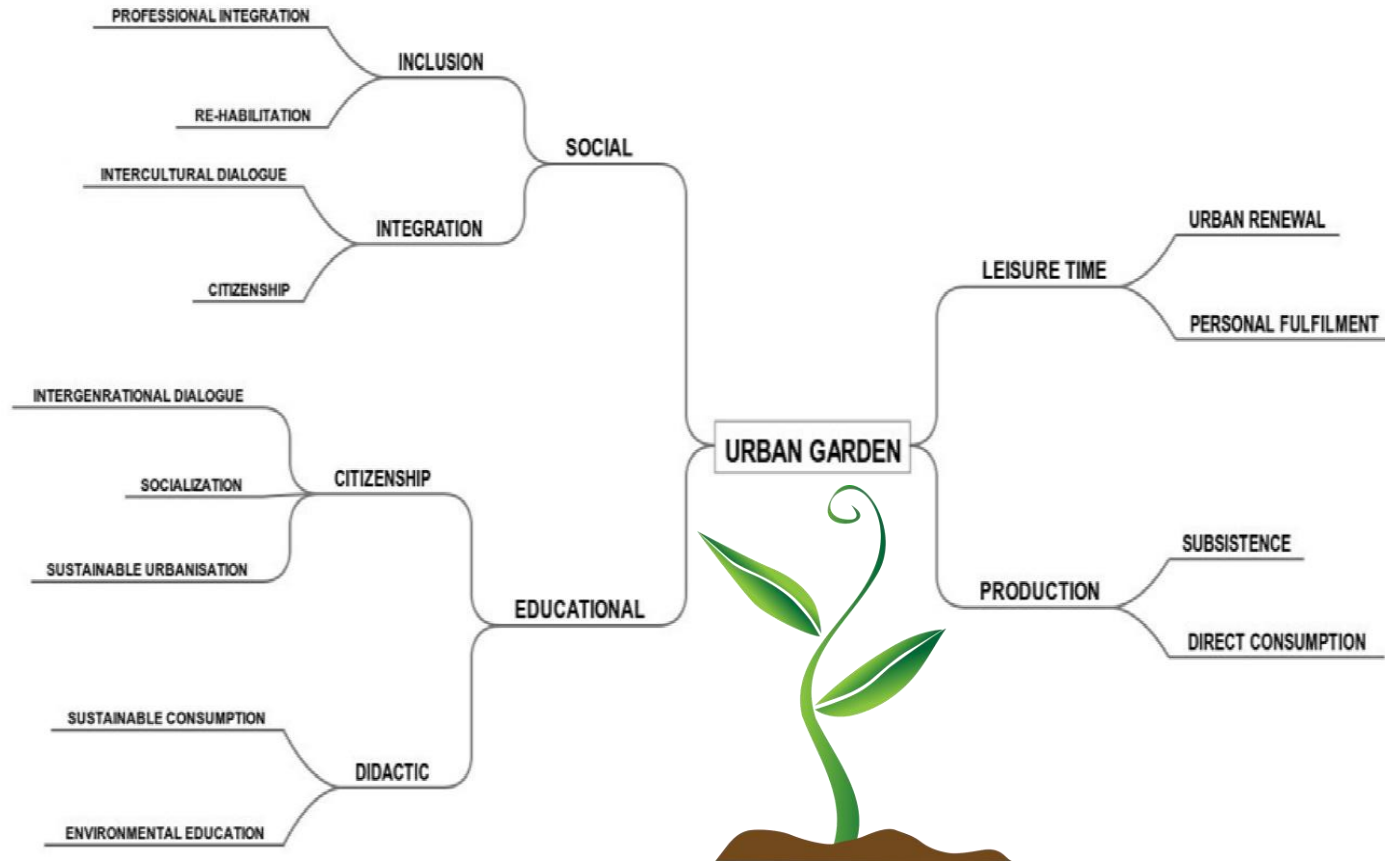 PROFESSIONAL INTEGRATION
INCLUSION
RE-HABILITATION
SOCIAL
INTERCULTURAL DIALOGUE
INTEGRATION
CITIZENSHIP
INTERGENRATIONAL DIALOGUE
CITIZENSHIP
SOCIALIZATION
SUSTAINABLE URBANISATION
EDUCATIONAL
SUSTAINABLE CONSUMPTION
DIDACTIC
ENVIRONMENTAL EDUCATION
URBAN GARDEN
URBAN RENEWAL
LEISURE TIME
PERSONAL FULFILMENT
SUBSISTENCE
PRODUCTION
DIRECT CONSUMPTION